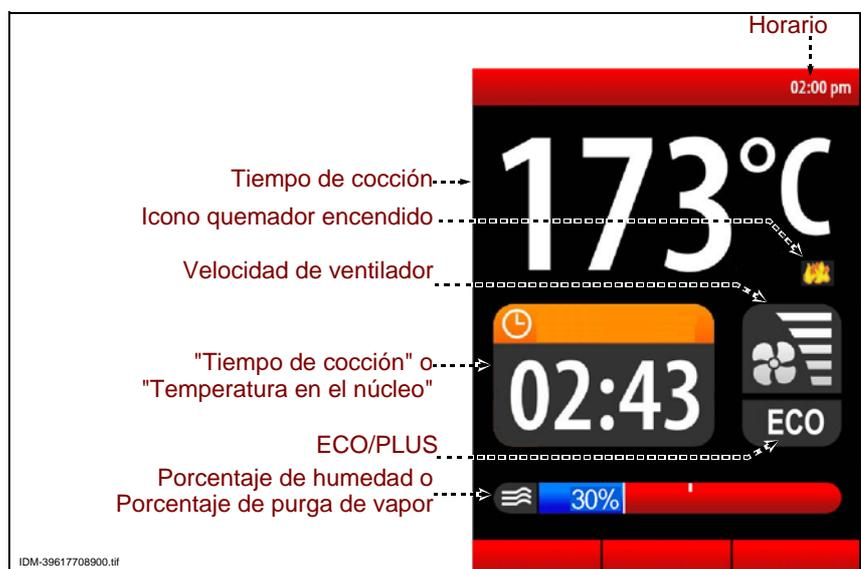 Horario
02:00 pm
173°C
Tiempo de cocción
Icono quemador encendido
Velocidad de ventilador
"Tiempo de cocción" o
"Temperatura en el núcleo"
02:43
ECO
ECO/PLUS
Porcentaje de humedad o
Porcentaje de purga de vapor
30%
IDM-39617708900.tif